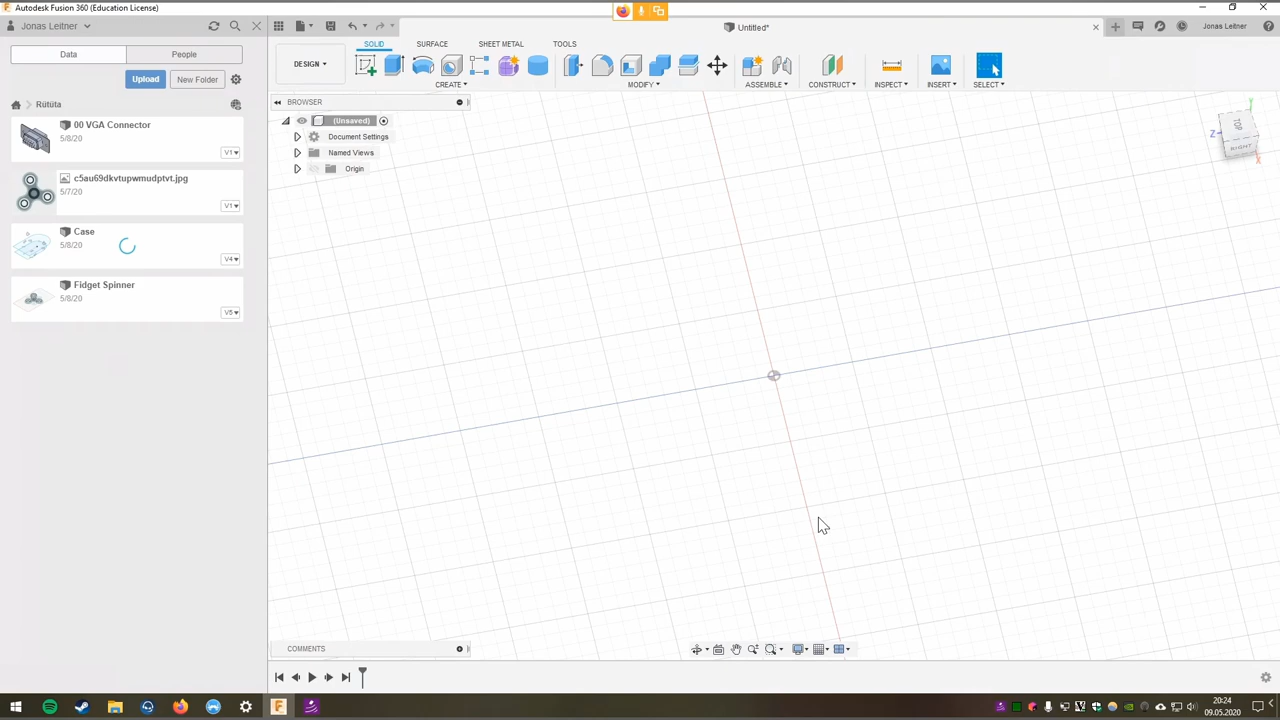 Autodesk Fusion 360 (Education License)
Jonas Leitner
Untitled*
Jonas Leitner
Data
People
SOLID
SURFACE
SHEET METAL
TOOLS
Upload
New Folder
DESIGN
CREATE
MODIFY
ASSEMBLE
CONSTRUCT
INSPECT
INSERT
SELECT
Rütüta
BROWSER
00 VGA Connector
5/8/20
V1
(Unsaved)
Document Settings
Named Views
Origin
Y
TOP
Z
RIGHT
X
c5au69dkvtupwmudptvt.jpg
5/7/20
V1
Case
5/8/20
V4
Fidget Spinner
5/8/20
V5
COMMENTS
20:24
09.05.2020